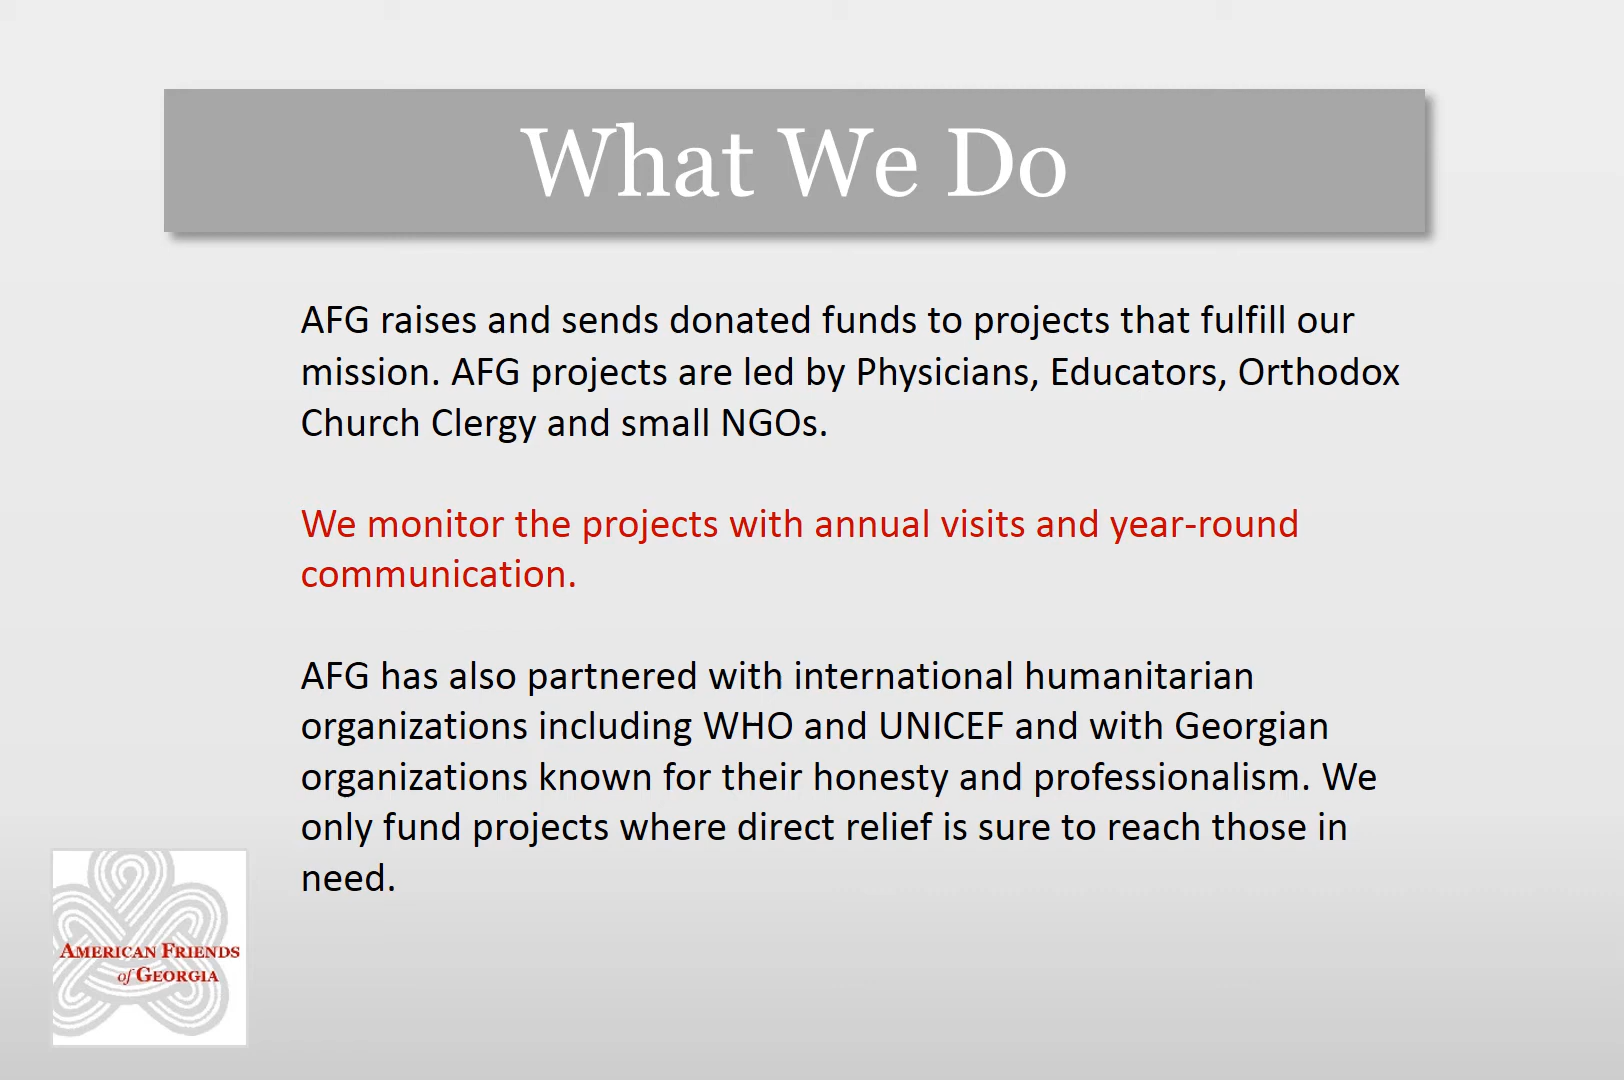 What We Do
AFG raises and sends donated funds to projects that fulfill our
mission. AFG projects are led by Physicians, Educators, Orthodox
Church Clergy and small NGOs.
We monitor the projects with annual visits and year-round
communication.
AFG has also partnered with international humanitarian
organizations including WHO and UNICEF and with Georgian
organizations known for their honesty and professionalism. We
only fund projects where direct relief is sure to reach those in
need.
AMERICAN FRIENDS
of GEORGIA